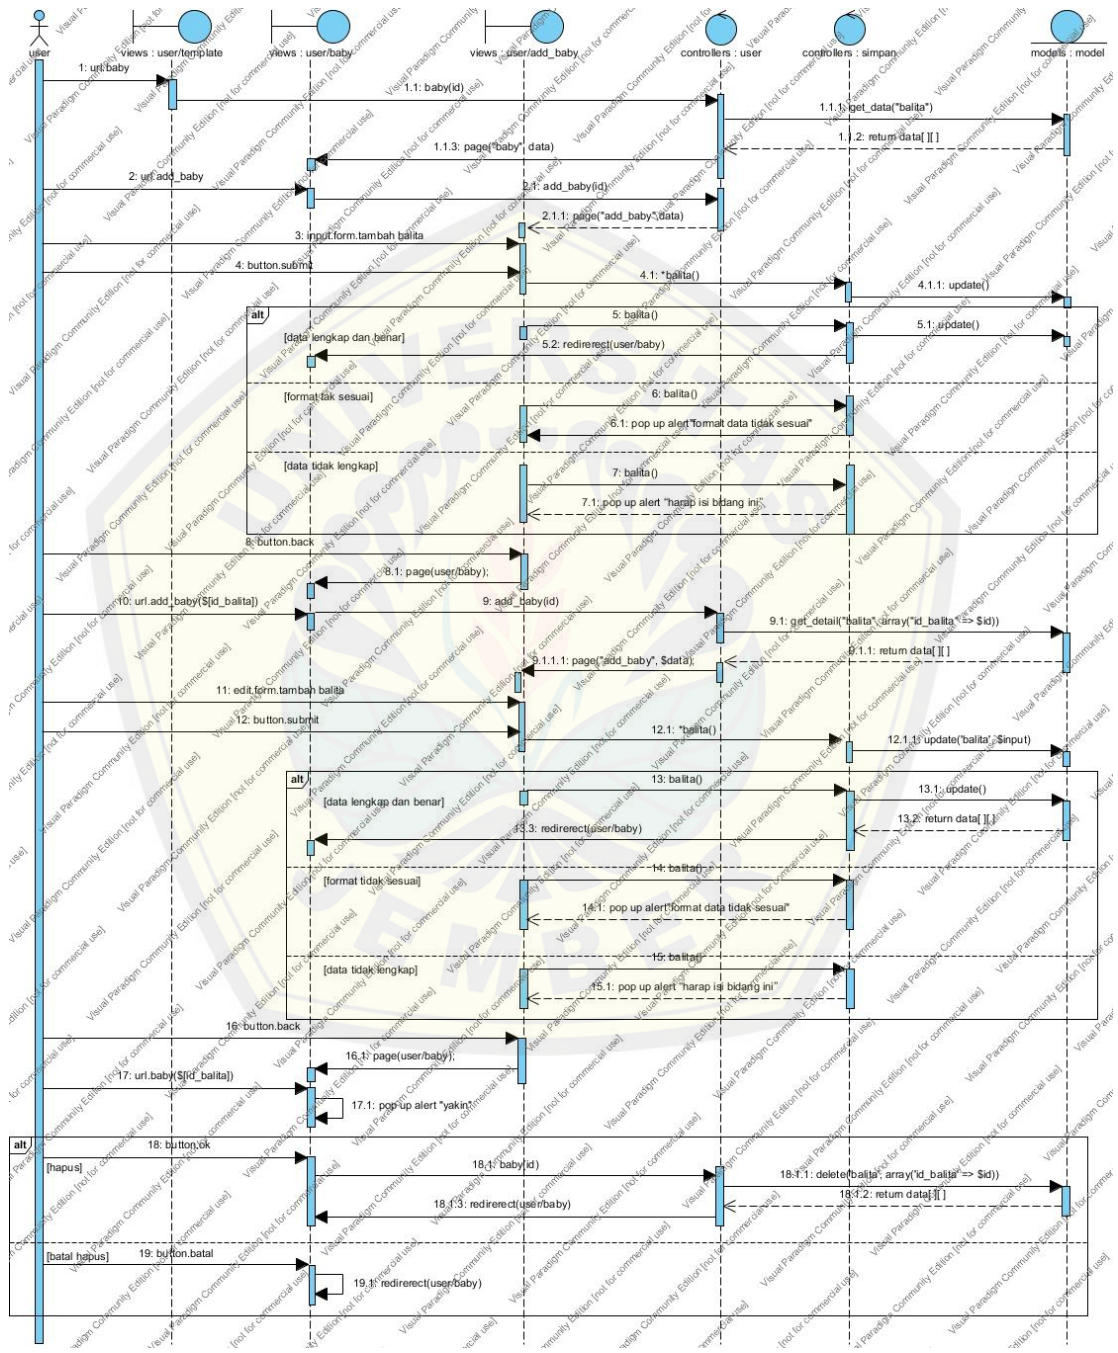 user
views : user/template
views : user/baby
views : user/add_baby
controllers : user
controllers : simpan
models : model
1: url.baby
1.1: baby(id)
1.1.1: get_data("balita")
1.1.2: return data[ ][ ]
1.1.3: page("baby", data)
2: url.add_baby
2.1: add_baby(id)
2.1.1: page("add_baby",data)
3: input.form.tambah balita
4: button.submit
4.1: *balita()
4.1.1: update()
alt
5: balita()
[data lengkap dan benar]
5.1: update()
5.2: redirerect(user/baby)
[format tak sesuai]
6: balita()
6.1: pop up alert"format data tidak sesuai"
[data tidak lengkap]
7: balita()
7.1: pop up alert "harap isi bidang ini"
8: button.back
8.1: page(user/baby);
10: url.add_baby($[id_balita])
9: add_baby(id)
9.1: get_detail("balita", array("id_balita" => $id))
9.1.1: return data[ ][ ]
9.1.1.1: page("add_baby", $data);
11: edit.form.tambah balita
12: button.submit
12.1: *balita()
12.1.1: update('balita', $input)
alt
13: balita()
[data lengkap dan benar]
13.1: update()
13.2: return data[ ][ ]
13.3: redirerect(user/baby)
[format tidak sesuai]
14: balita()
14.1: pop up alert"format data tidak sesuai"
[data tidak lengkap]
15: balita()
15.1: pop up alert "harap isi bidang ini"
16: button.back
16.1: page(user/baby);
17: url.baby($[id_balita])
17.1: pop up alert "yakin"
alt
18: button.ok
[hapus]
18.1: baby(id)
18.1.1: delete('balita', array("id_balita" => $id))
18.1.2: return data[ ][ ]
18.1.3: redirerect(user/baby)
[batal hapus]
19: button.batal
19.1: redirerect(user/baby)
UNIVERSITAS
JEMBER
Visual Paradigm Community Edition [not for commercial use]